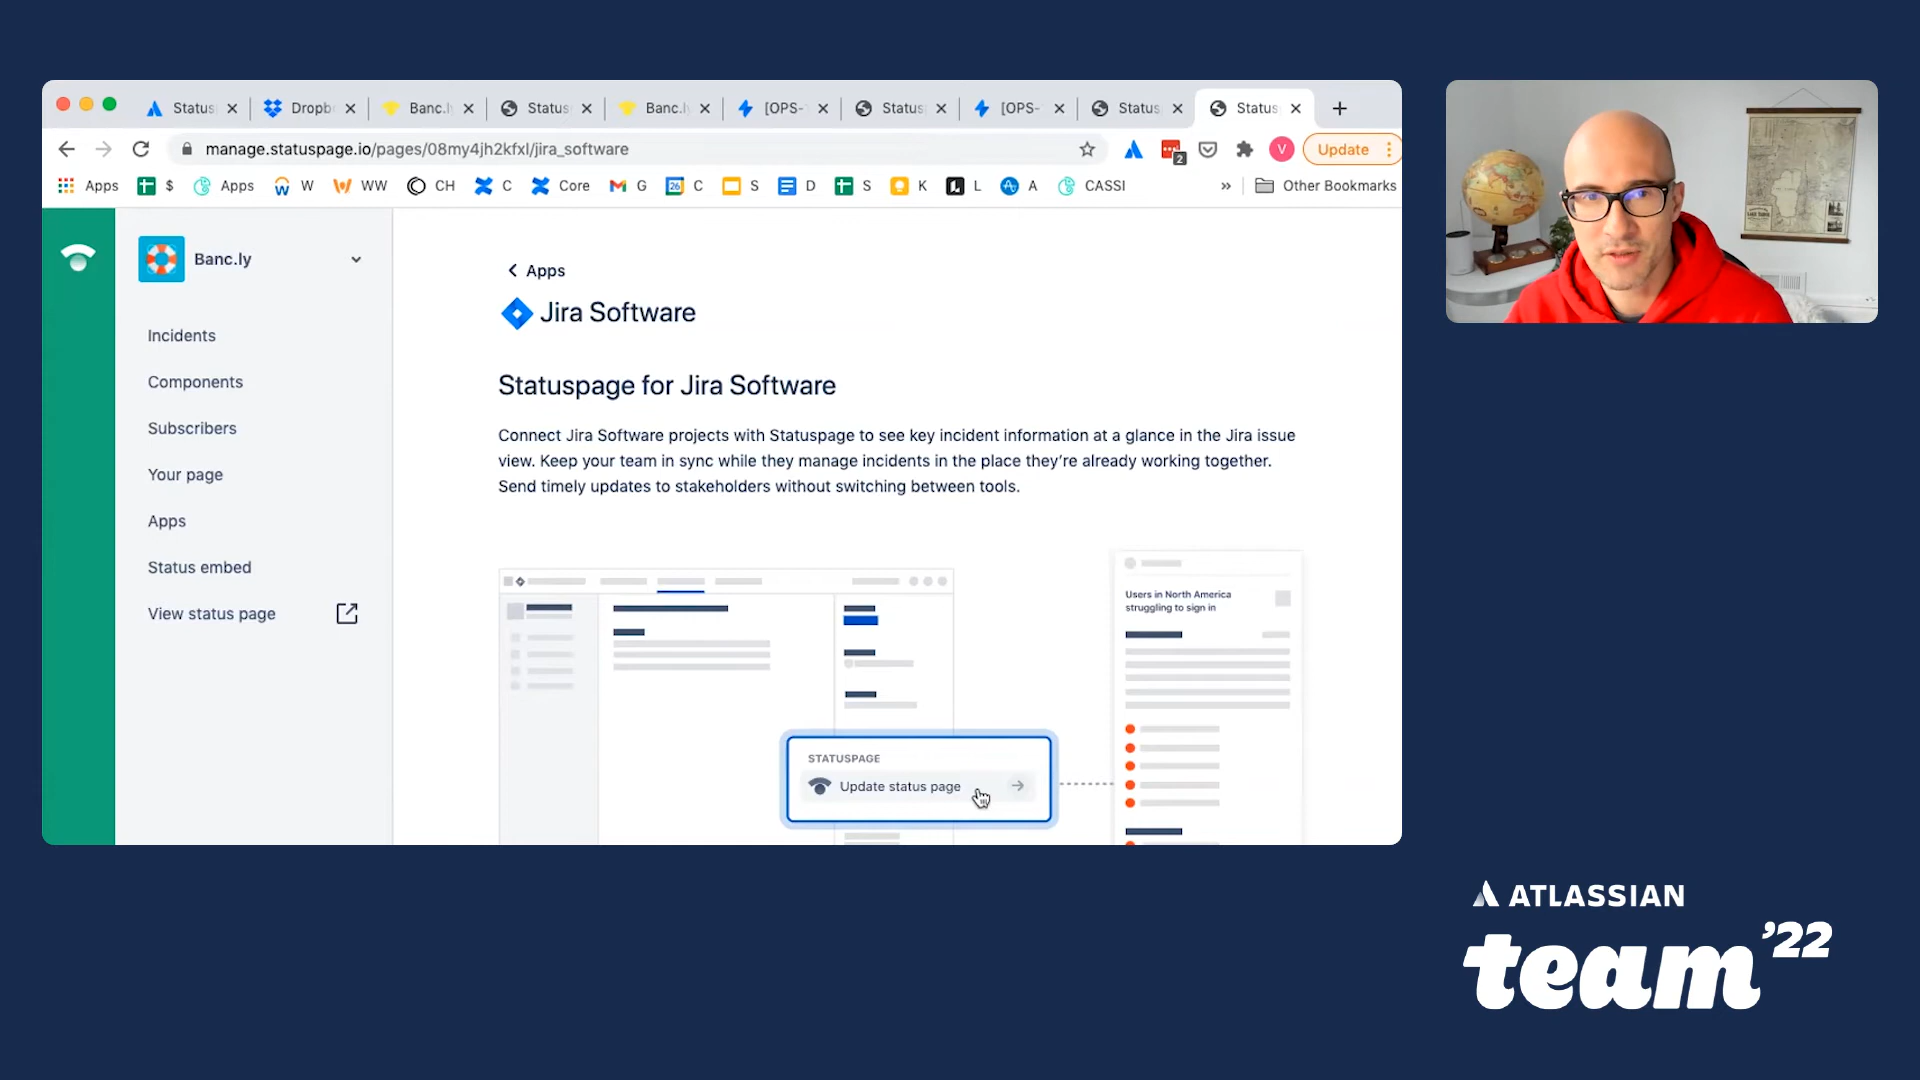 Status
Dropb
Banc.l
Status
Banc.l
[OPS-
Status
[OPS-
Status
Status
manage.statuspage.io/pages/08my4jh2kfxl/jira_software
2
V
Update
Apps
$
Apps
W
WW
CH
C
Core
G
26
C
S
D
S
K
L
A
CASSI
»
Other Bookmarks
Banc.ly
Incidents
Components
Subscribers
Your page
Apps
Status embed
View status page
Apps
Jira Software
Statuspage for Jira Software
Connect Jira Software projects with Statuspage to see key incident information at a glance in the Jira issue
view. Keep your team in sync while they manage incidents in the place they're already working together.
Send timely updates to stakeholders without switching between tools.
Users in North America
struggling to sign in
STATUSPAGE
Update status page
ATLASSIAN
team '22